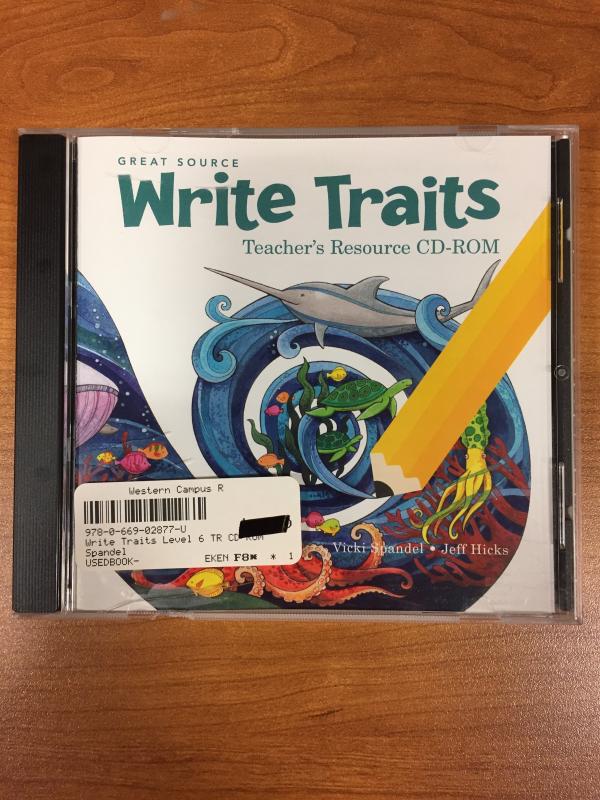 GREAT SOURCE
Write Traits
Teacher's Resource CD-ROM
Western Campus R
978-0-669-02877-U
Write Traits Level 6 TR CD-ROM
Spandel
USEDBOOK- EKEN F8* * 1
Vicki Spandel • Jeff Hicks